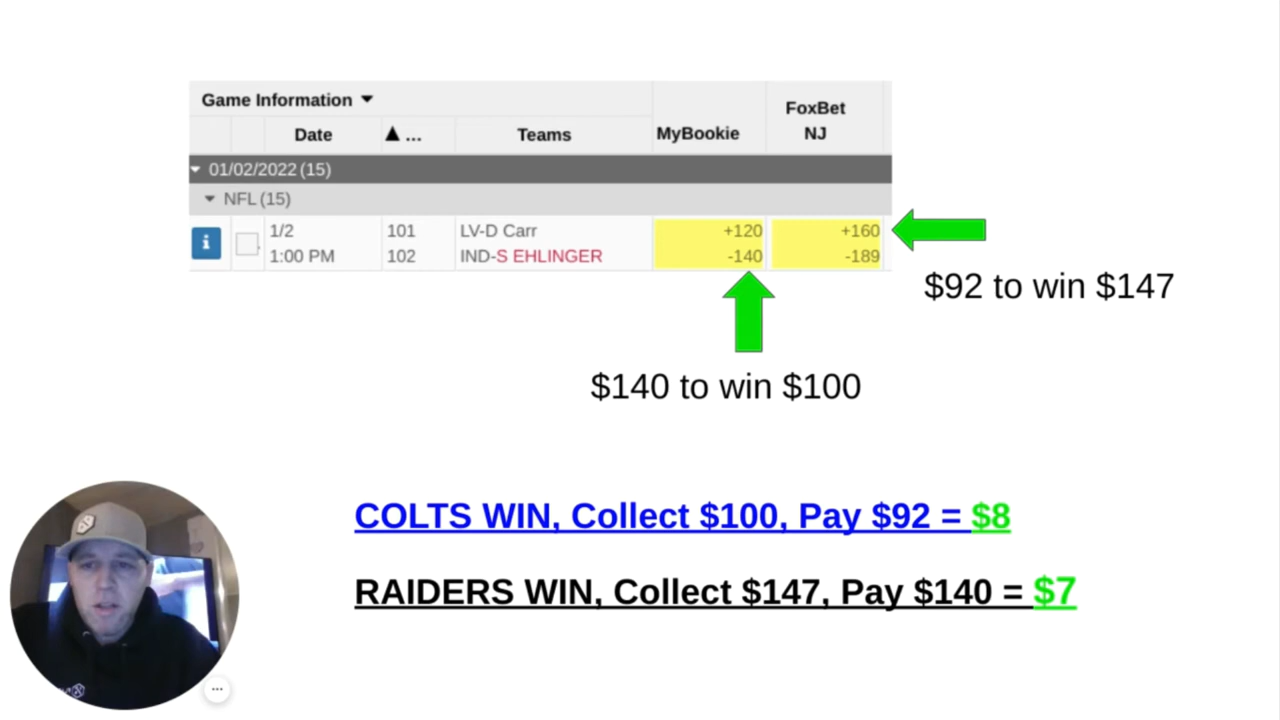 Game Information
FoxBet
Date ... Teams MyBookie NJ
01/02/2022 (15)
NFL (15)
1/2 101 LV-D Carr +120 +160
1:00 PM 102 IND-S EHLINGER -140 -189
$92 to win $147
$140 to win $100
COLTS WIN, Collect $100, Pay $92 = $8
RAIDERS WIN, Collect $147, Pay $140 = $7